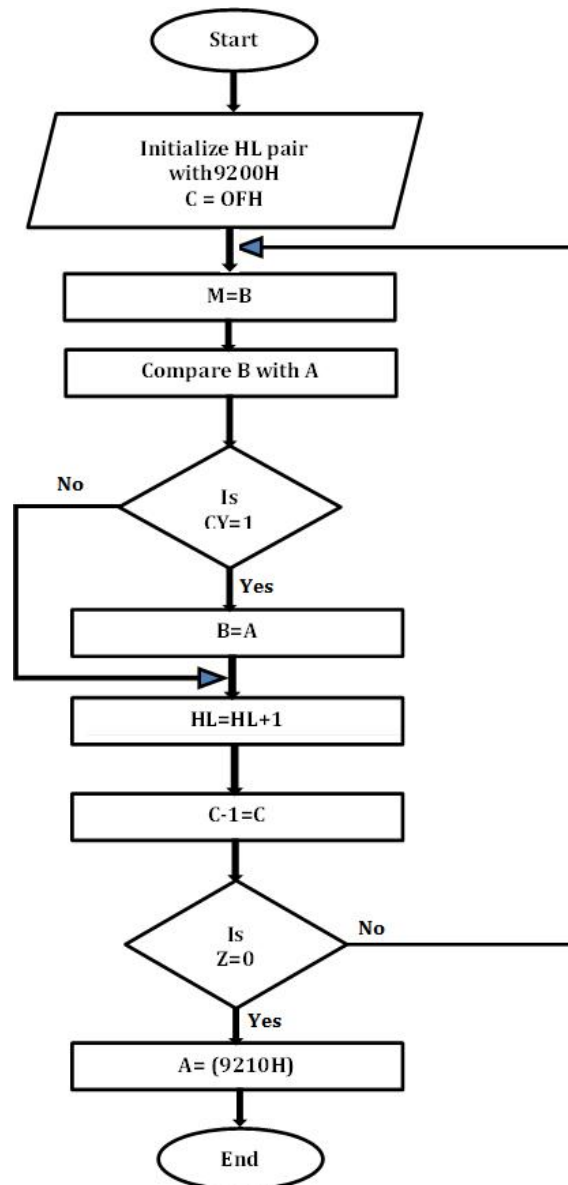 Start
Initialize HL pair
with9200H
C = OFH
M=B
Compare B with A
No
Is
CY=1
Yes
B=A
HL=HL+1
C-1=C
Is
Z=0
No
Yes
A= (9210H)
End